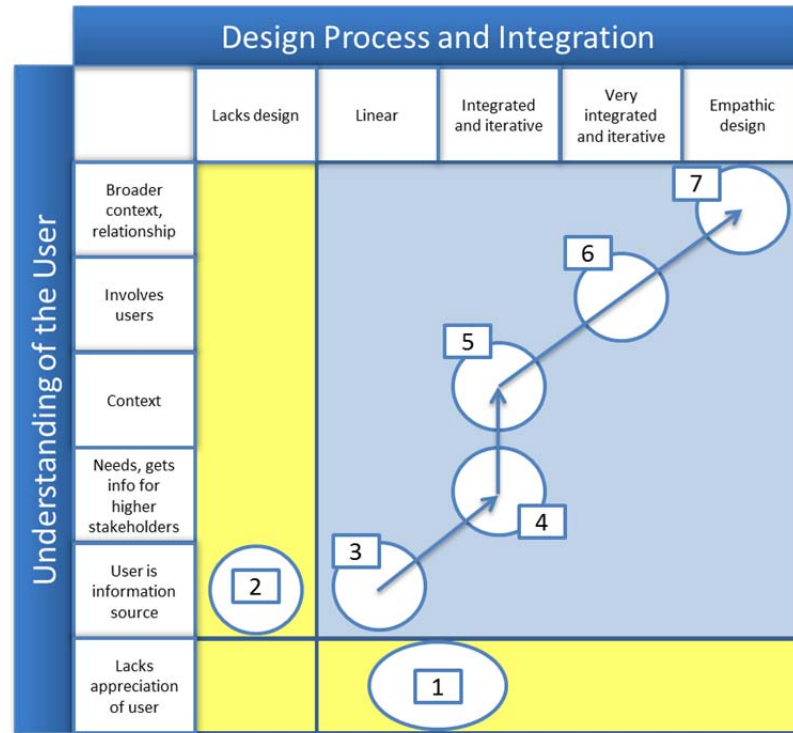 Design Process and Integration
Understanding of the User
Lacks design
Linear
Integrated
and iterative
Very
integrated
and iterative
Empathic
design
Broader
context,
relationship
7
Involves
users
6
Context
5
Needs, gets
info for
higher
stakeholders
4
User is
information
source
2
3
Lacks
appreciation
of user
1